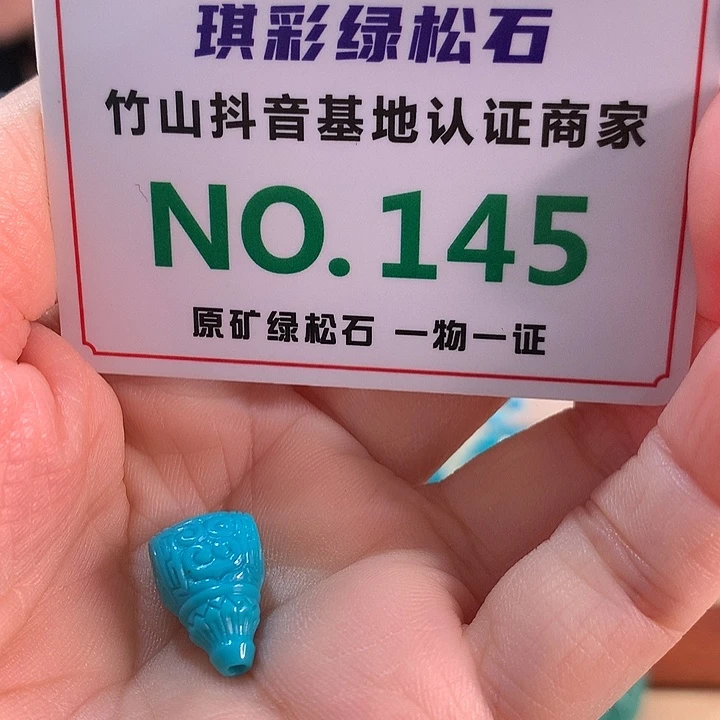 琪彩绿松石
竹山抖音基地认证商家
NO.145
原矿绿松石 一物一证